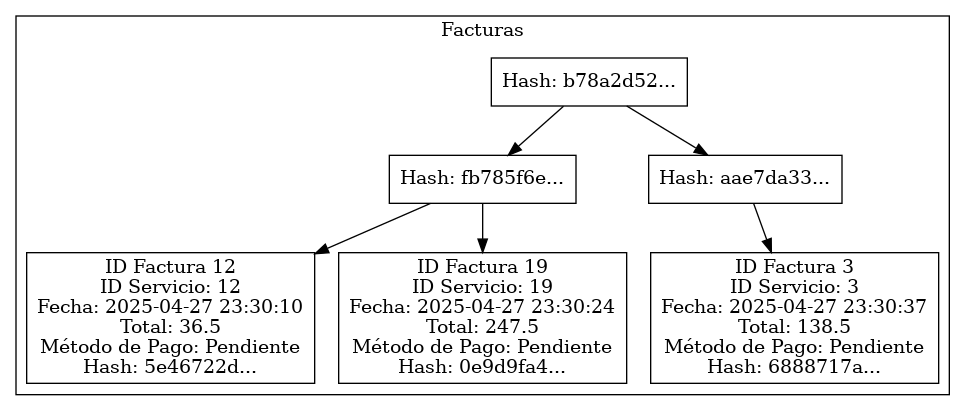 Facturas
Hash: b78a2d52...
Hash: fb785f6e...
Hash: aae7da33...
ID Factura 12
ID Servicio: 12
Fecha: 2025-04-27 23:30:10
Total: 36.5
Método de Pago: Pendiente
Hash: 5e46722d...
ID Factura 19
ID Servicio: 19
Fecha: 2025-04-27 23:30:24
Total: 247.5
Método de Pago: Pendiente
Hash: 0e9d9fa4...
ID Factura 3
ID Servicio: 3
Fecha: 2025-04-27 23:30:37
Total: 138.5
Método de Pago: Pendiente
Hash: 6888717a...